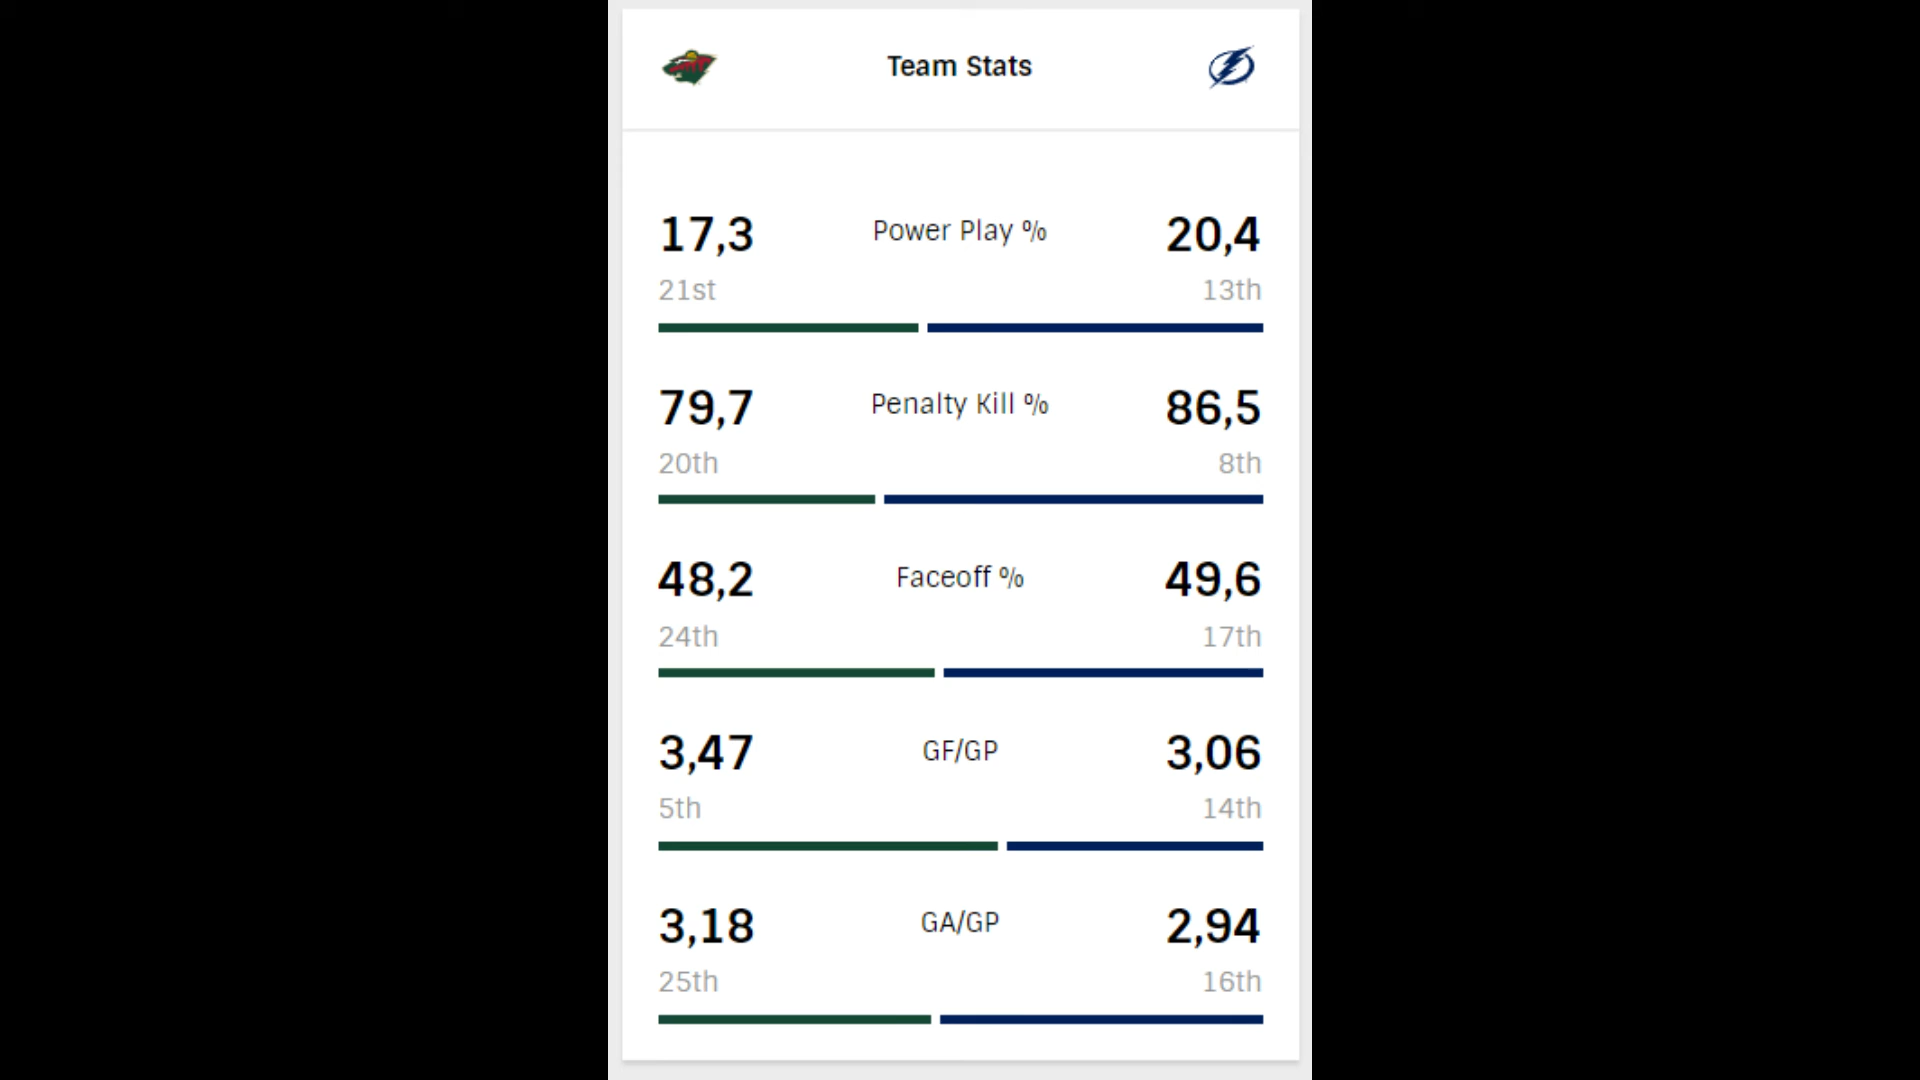 Team Stats
17,3 Power Play % 20,4
21st 13th
79,7 Penalty Kill % 86,5
20th 8th
48,2 Faceoff % 49,6
24th 17th
3,47 GF/GP 3,06
5th 14th
3,18 GA/GP 2,94
25th 16th